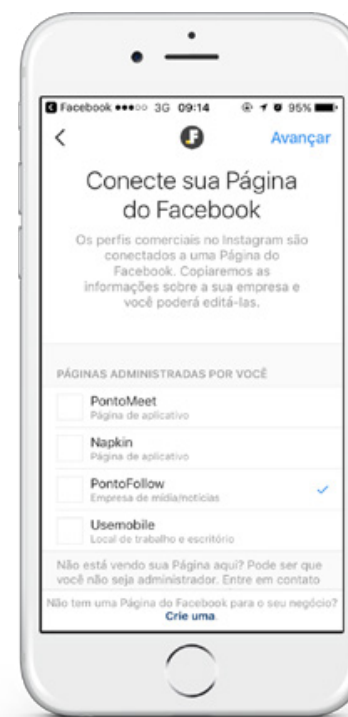 Facebook 3G 09:14 95%
Avançar
Conecte sua Página
do Facebook
Os perfis comerciais no Instagram são
conectados a uma Página do
Facebook. Copiaremos as
informações sobre a sua empresa e
você poderá editá-las.
PÁGINAS ADMINISTRADAS POR VOCÊ
PontoMeet
Página de aplicativo
Napkin
Página de aplicativo
PontoFollow
Empresa de mídia/notícias
Usemobile
Local de trabalho e escritório
Não está vendo sua Página aqui? Pode ser que
você não seja administrador. Entre em contato
Não tem uma Página do Facebook para o seu negócio?
Crie uma.